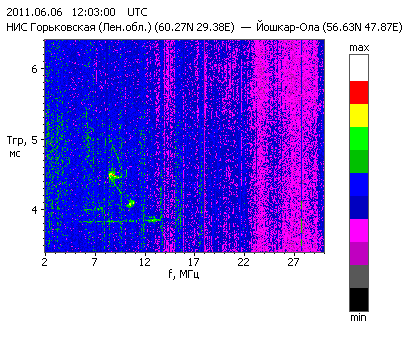 2011.06.06 12:03:00 UTC
НИС Горьковская (Лен.обл.) (60.27N 29.38E) — Йошкар-Ола (56.63N 47.87E)
max
6
5
Тгр,
мс
4
2 7 12 17 22 27
f, МГц
min